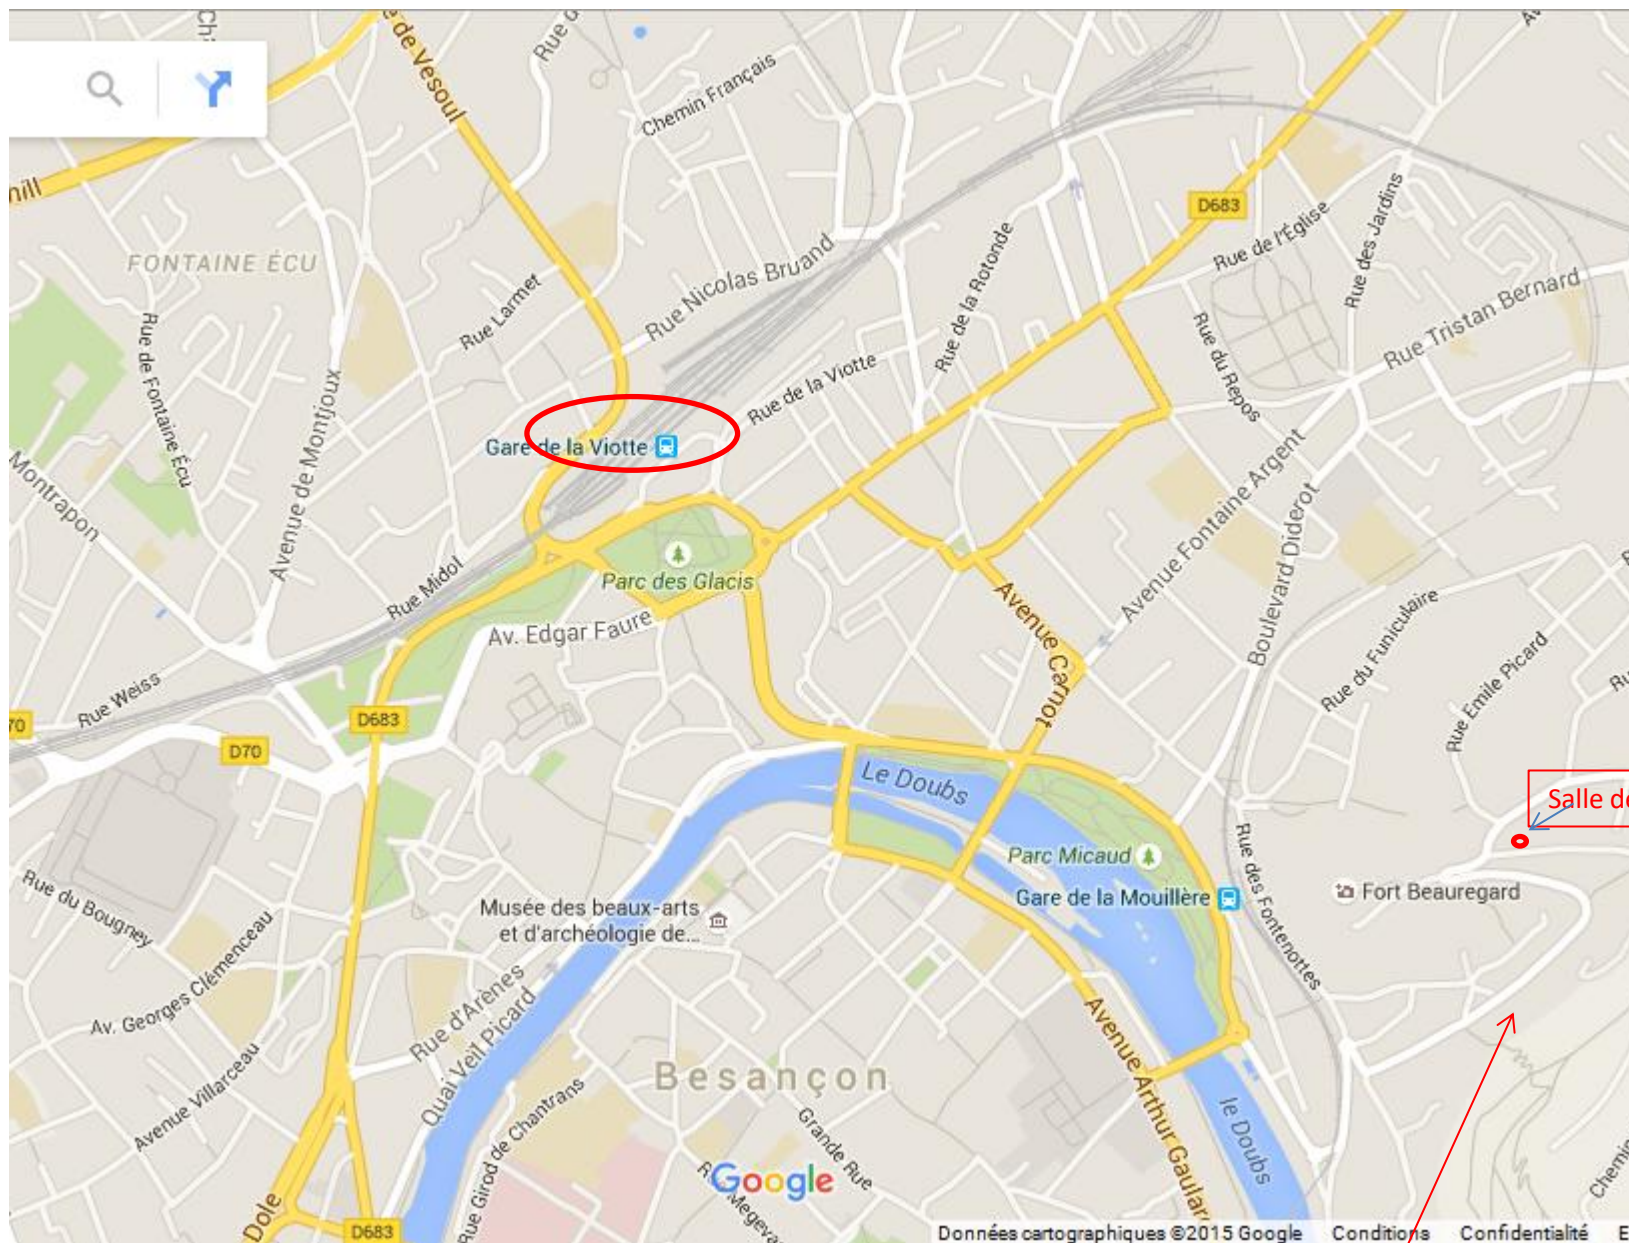 de Vesoul
Chemin Français
D683
Rue de l'Église
Rue des Jardins
FONTAINE ÉCU
Rue Larmet
Rue Nicolas Bruand
Rue de la Rotonde
Rue Tristan Bernard
Rue de Fontaine Écu
Avenue de Montjoux
Rue de la Viotte
Rue du Repos
Gare de la Viotte
Montrapon
Avenue Fontaine Argent
Boulevard Diderot
Parc des Glacis
Rue Midol
Av. Edgar Faure
Avenue Carnot
Rue du Funiculaire
Rue Emile Picard
Rue Weiss
D683
D70
Le Doubs
Salle de
Parc Micaud
Rue des Fontenottes
Gare de la Mouillère
Fort Beauregard
Rue du Bougney
Musée des beaux-arts
et d'archéologie de...
Av. Georges Clémenceau
Rue d'Arènes
Quai Veil Picard
Avenue Villarceau
Besançon
Avenue Arthur Gaulard
le Doubs
Rue Girod de Chantrans
Grande Rue
Google
Dole
D683
Données cartographiques ©2015 Google Conditions Confidentialité